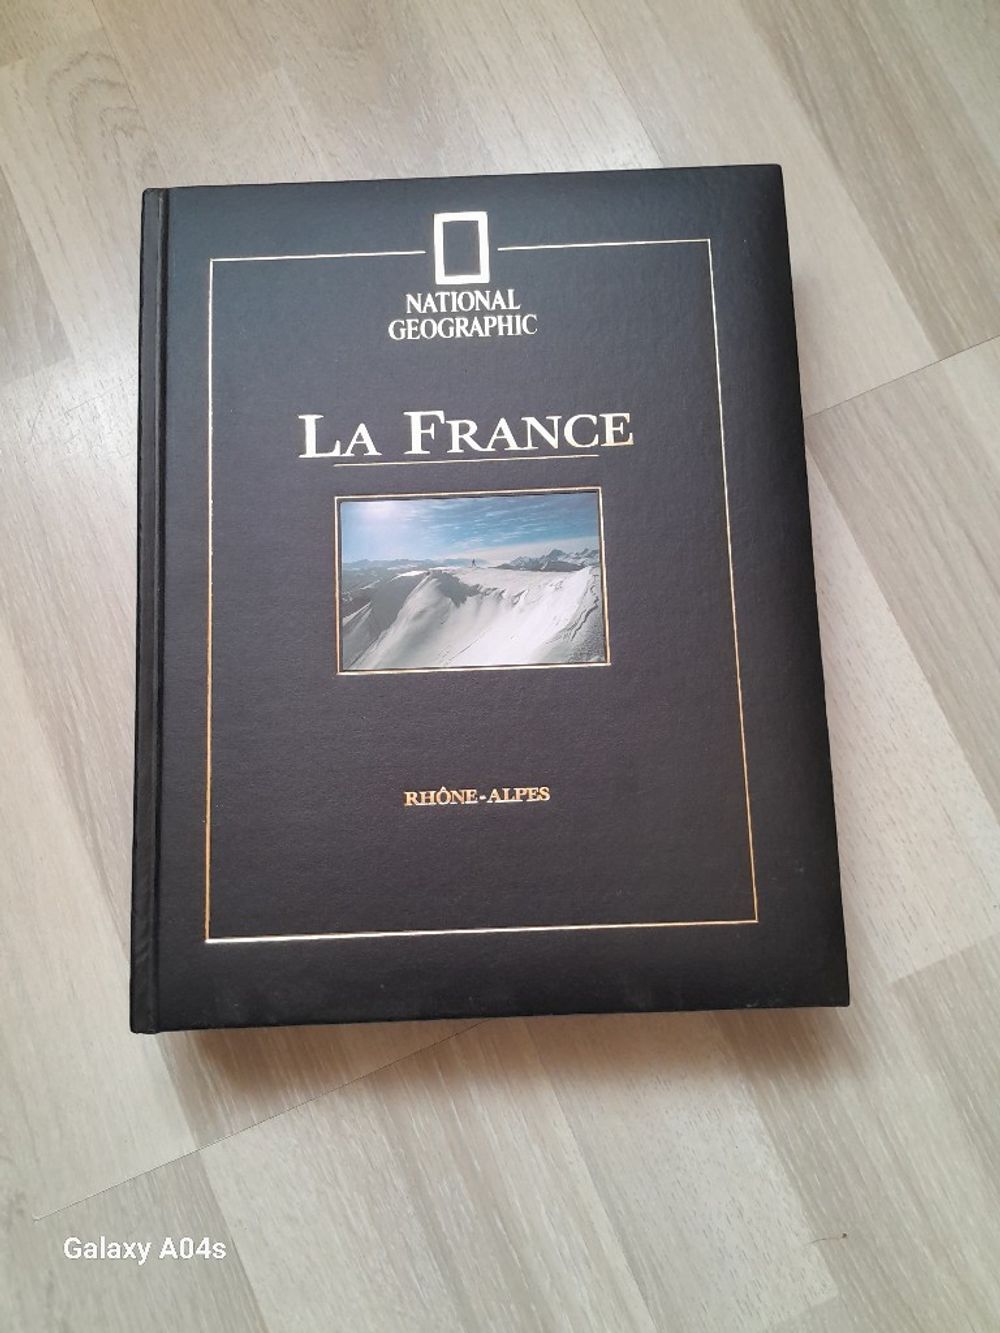 NATIONAL
GEOGRAPHIC
LA FRANCE
RHÔNE-ALPES
Galaxy A04s